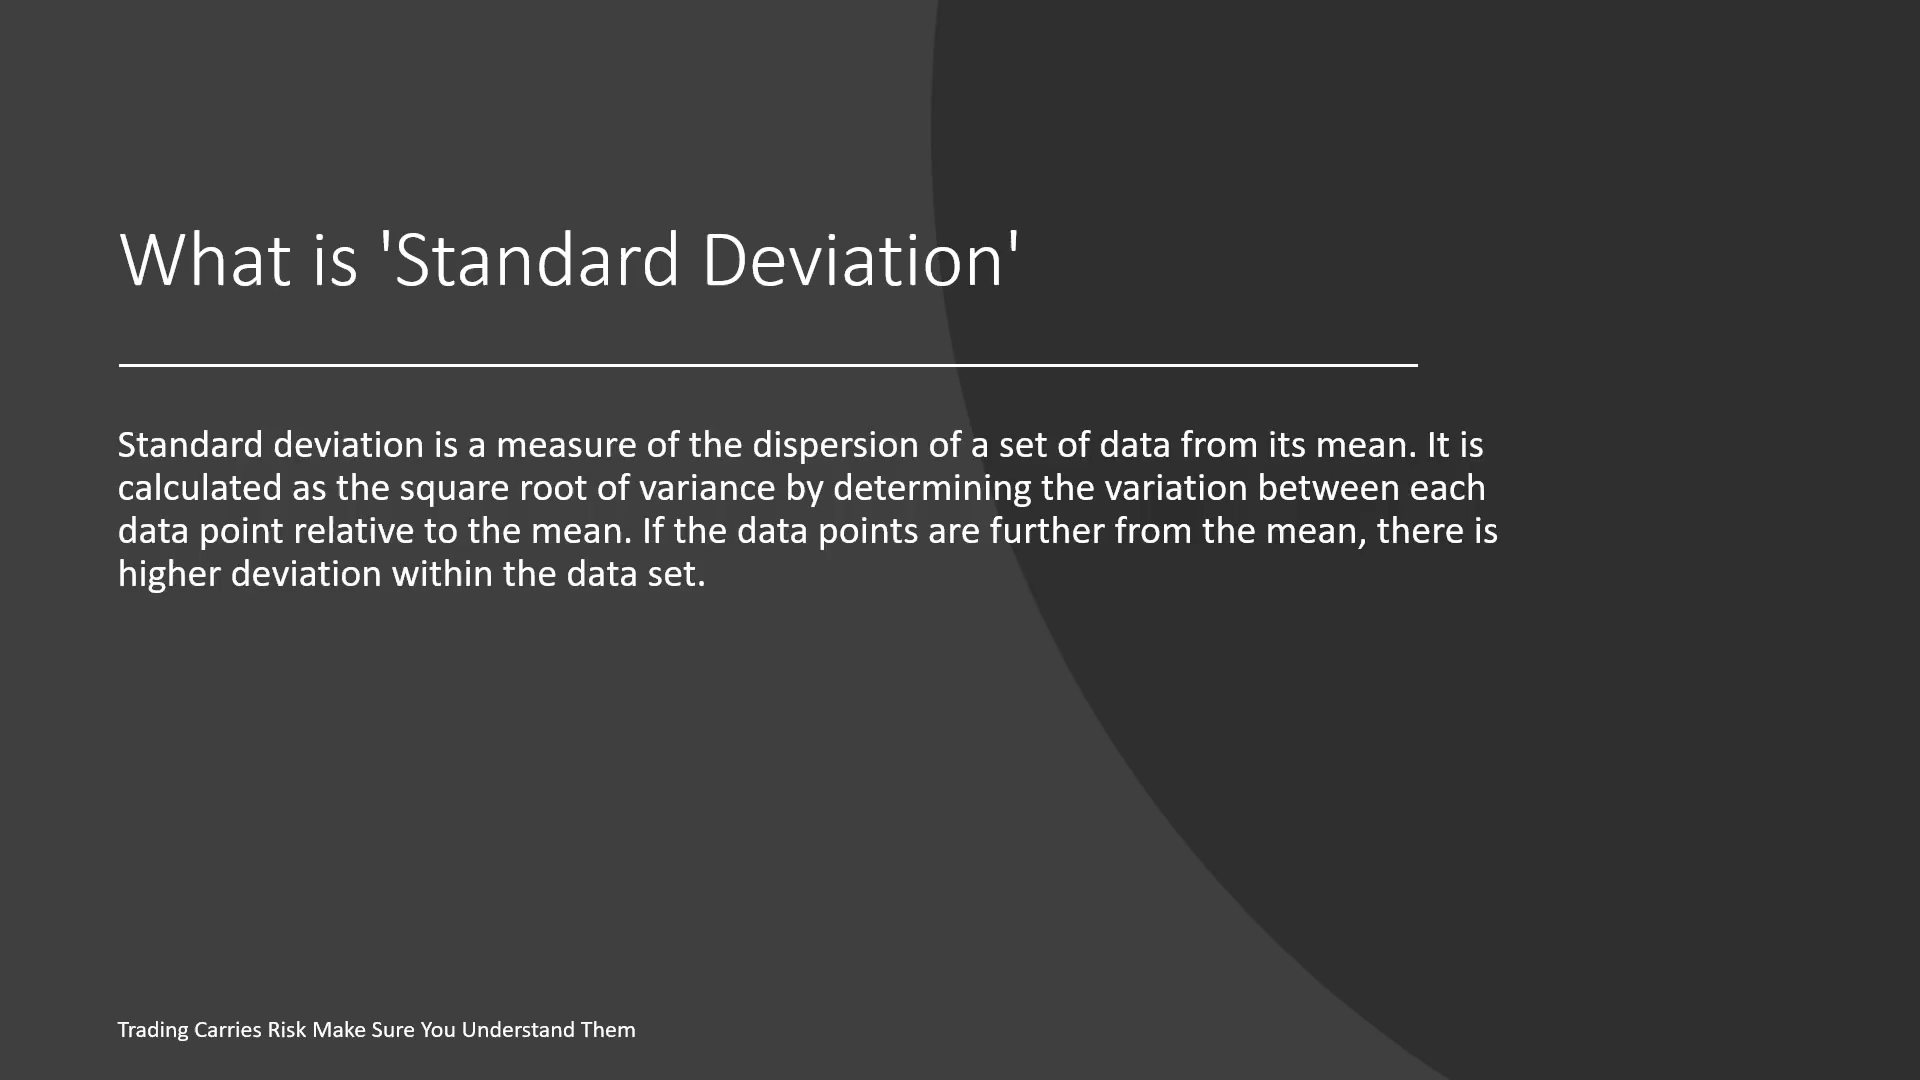 What is 'Standard Deviation'
Standard deviation is a measure of the dispersion of a set of data from its mean. It is
calculated as the square root of variance by determining the variation between each
data point relative to the mean. If the data points are further from the mean, there is
higher deviation within the data set.
Trading Carries Risk Make Sure You Understand Them